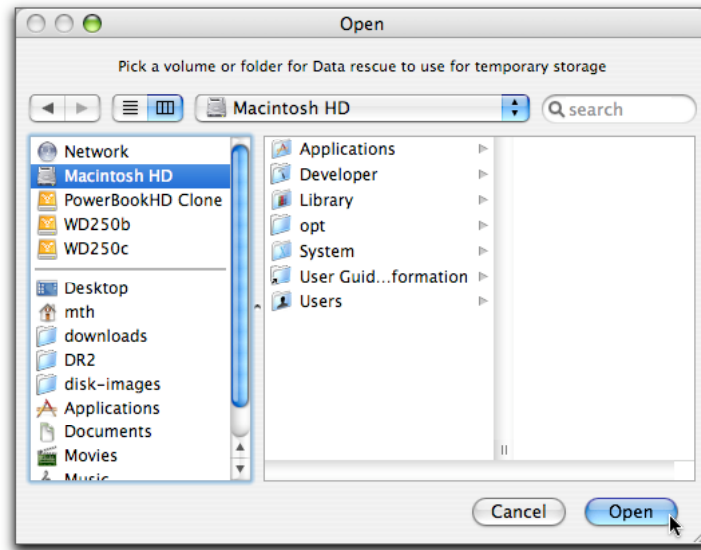 Open
Pick a volume or folder for Data rescue to use for temporary storage
Macintosh HD
search
Network
Macintosh HD
PowerBookHD Clone
WD250b
WD250c
Desktop
mth
downloads
DR2
disk-images
Applications
Documents
Movies
Music
Applications
Developer
Library
opt
System
User Guid...formation
Users
Cancel
Open